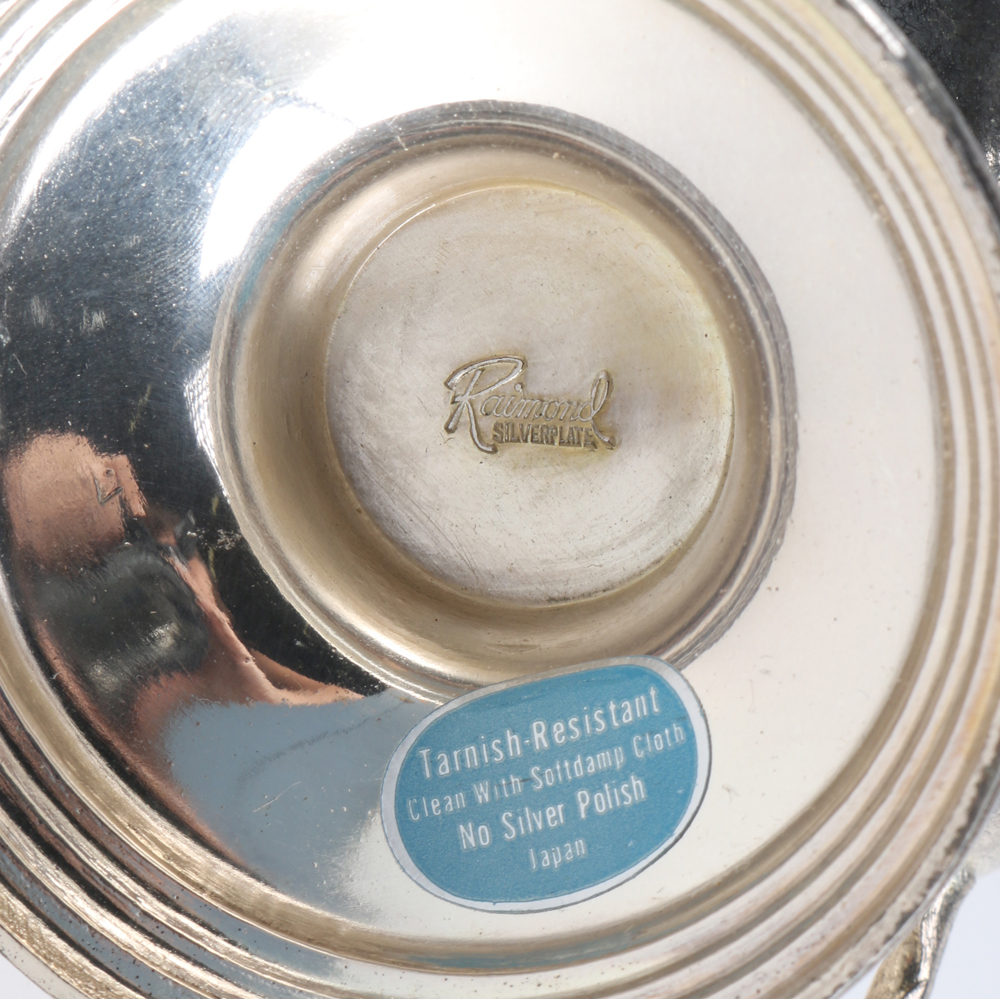 Raimond
SILVERPLATE
Tarnish-Resistant
Clean With Softdamp Cloth
No Silver Polish
Japan